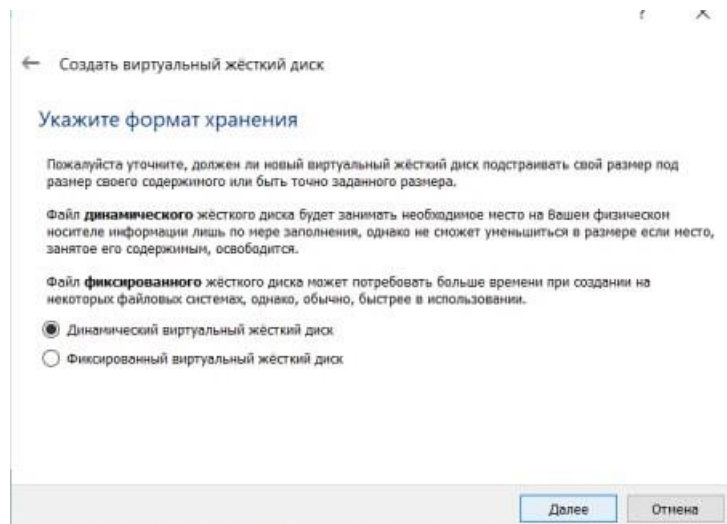 ? ×
← Создать виртуальный жёсткий диск
Укажите формат хранения
Пожалуйста уточните, должен ли новый виртуальный жёсткий диск подстраивать свой размер под
размер своего содержимого или быть точно заданного размера.
Файл динамического жёсткого диска будет занимать необходимое место на Вашем физическом
носителе информации лишь по мере заполнения, однако не сможет уменьшиться в размере если место,
занятое его содержимым, освободится.
Файл фиксированного жёсткого диска может потребовать больше времени при создании на
некоторых файловых системах, однако, обычно, быстрее в использовании.
Динамический виртуальный жёсткий диск
Фиксированный виртуальный жёсткий диск
Далее
Отмена